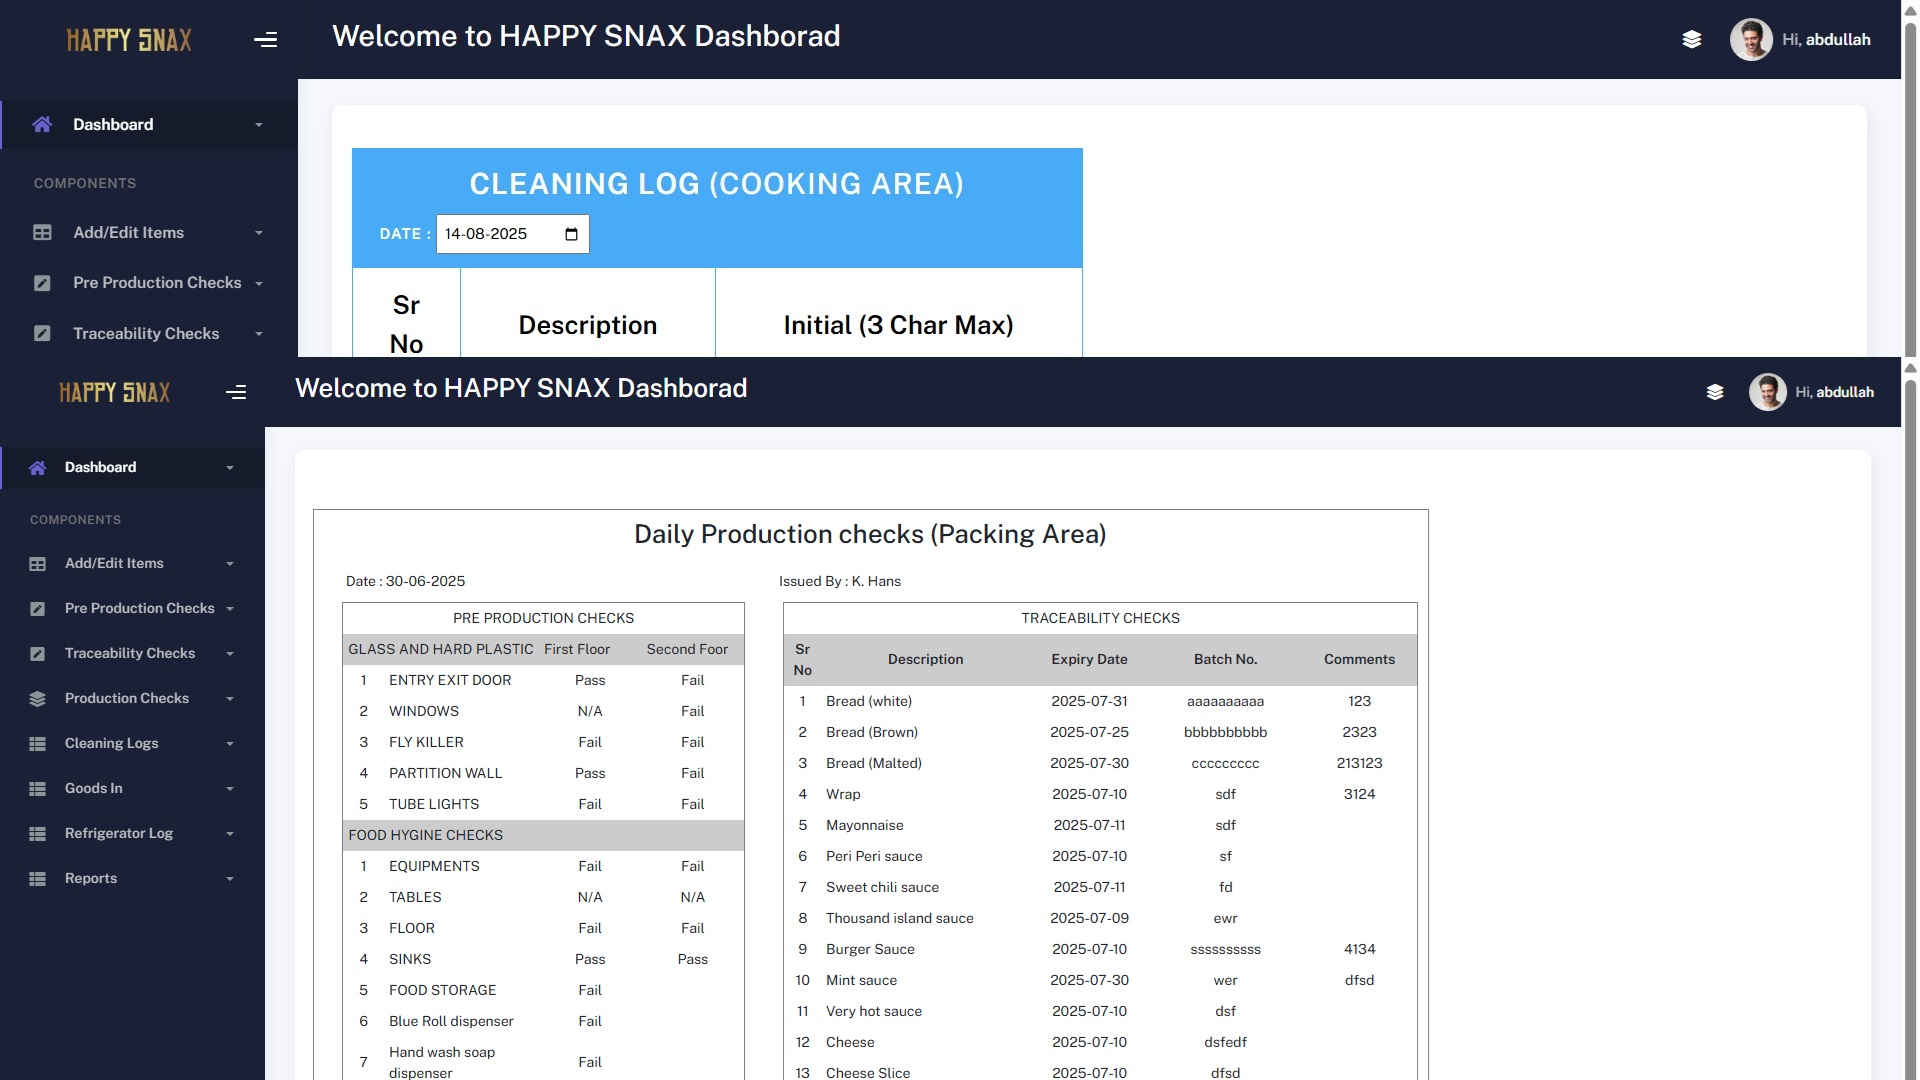 HAPPY SNAX
Welcome to HAPPY SNAX Dashborad
Hi, abdullah
Dashboard
COMPONENTS
Add/Edit Items
Pre Production Checks
Traceability Checks
CLEANING LOG (COOKING AREA)
DATE : 14-08-2025
Sr No Description Initial (3 Char Max)
HAPPY SNAX
Welcome to HAPPY SNAX Dashborad
Hi, abdullah
Dashboard
COMPONENTS
Add/Edit Items
Pre Production Checks
Traceability Checks
Production Checks
Cleaning Logs
Goods In
Refrigerator Log
Reports
Daily Production checks (Packing Area)
Date : 30-06-2025 Issued By : K. Hans
PRE PRODUCTION CHECKS
GLASS AND HARD PLASTIC First Floor Second Foor
1 ENTRY EXIT DOOR Pass Fail
2 WINDOWS N/A Fail
3 FLY KILLER Fail Fail
4 PARTITION WALL Pass Fail
5 TUBE LIGHTS Fail Fail
FOOD HYGINE CHECKS
1 EQUIPMENTS Fail Fail
2 TABLES N/A N/A
3 FLOOR Fail Fail
4 SINKS Pass Pass
5 FOOD STORAGE Fail
6 Blue Roll dispenser Fail
7 Hand wash soap dispenser Fail
TRACEABILITY CHECKS
Sr No Description Expiry Date Batch No. Comments
1 Bread (white) 2025-07-31 aaaaaaaaaa 123
2 Bread (Brown) 2025-07-25 bbbbbbbbbb 2323
3 Bread (Malted) 2025-07-30 ccccccccc 213123
4 Wrap 2025-07-10 sdf 3124
5 Mayonnaise 2025-07-11 sdf
6 Peri Peri sauce 2025-07-10 sf
7 Sweet chili sauce 2025-07-11 fd
8 Thousand island sauce 2025-07-09 ewr
9 Burger Sauce 2025-07-10 ssssssssss 4134
10 Mint sauce 2025-07-30 wer dfsd
11 Very hot sauce 2025-07-10 dsf
12 Cheese 2025-07-10 dsfedf
13 Cheese Slice 2025-07-10 dfsd